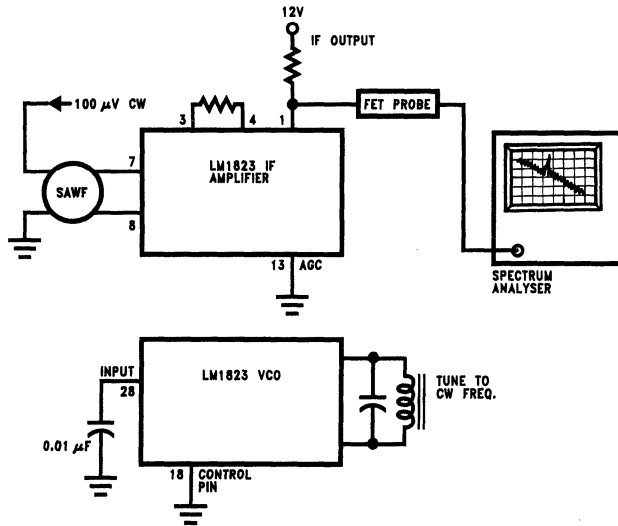 12V
IF OUTPUT
100 μV CW
3
4
1
FET PROBE
7
LM1823 IF
AMPLIFIER
SAWF
8
13 AGC
SPECTRUM
ANALYSER
INPUT
28
LM1823 VCO
TUNE TO
CW FREQ.
0.01 μF
18 CONTROL
PIN